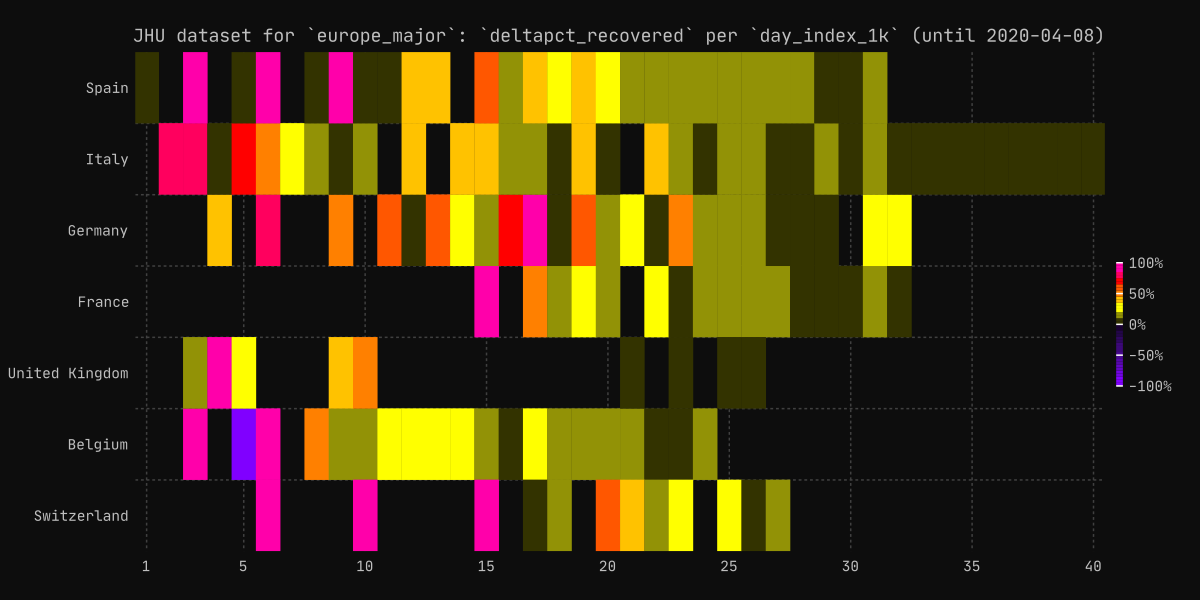 JHU dataset for `europe_major`: `deltapct_recovered` per `day_index_1k` (until 2020-04-08)
Spain
Italy
Germany
France
United Kingdom
Belgium
Switzerland
100%
50%
0%
-50%
-100%
1 5 10 15 20 25 30 35 40